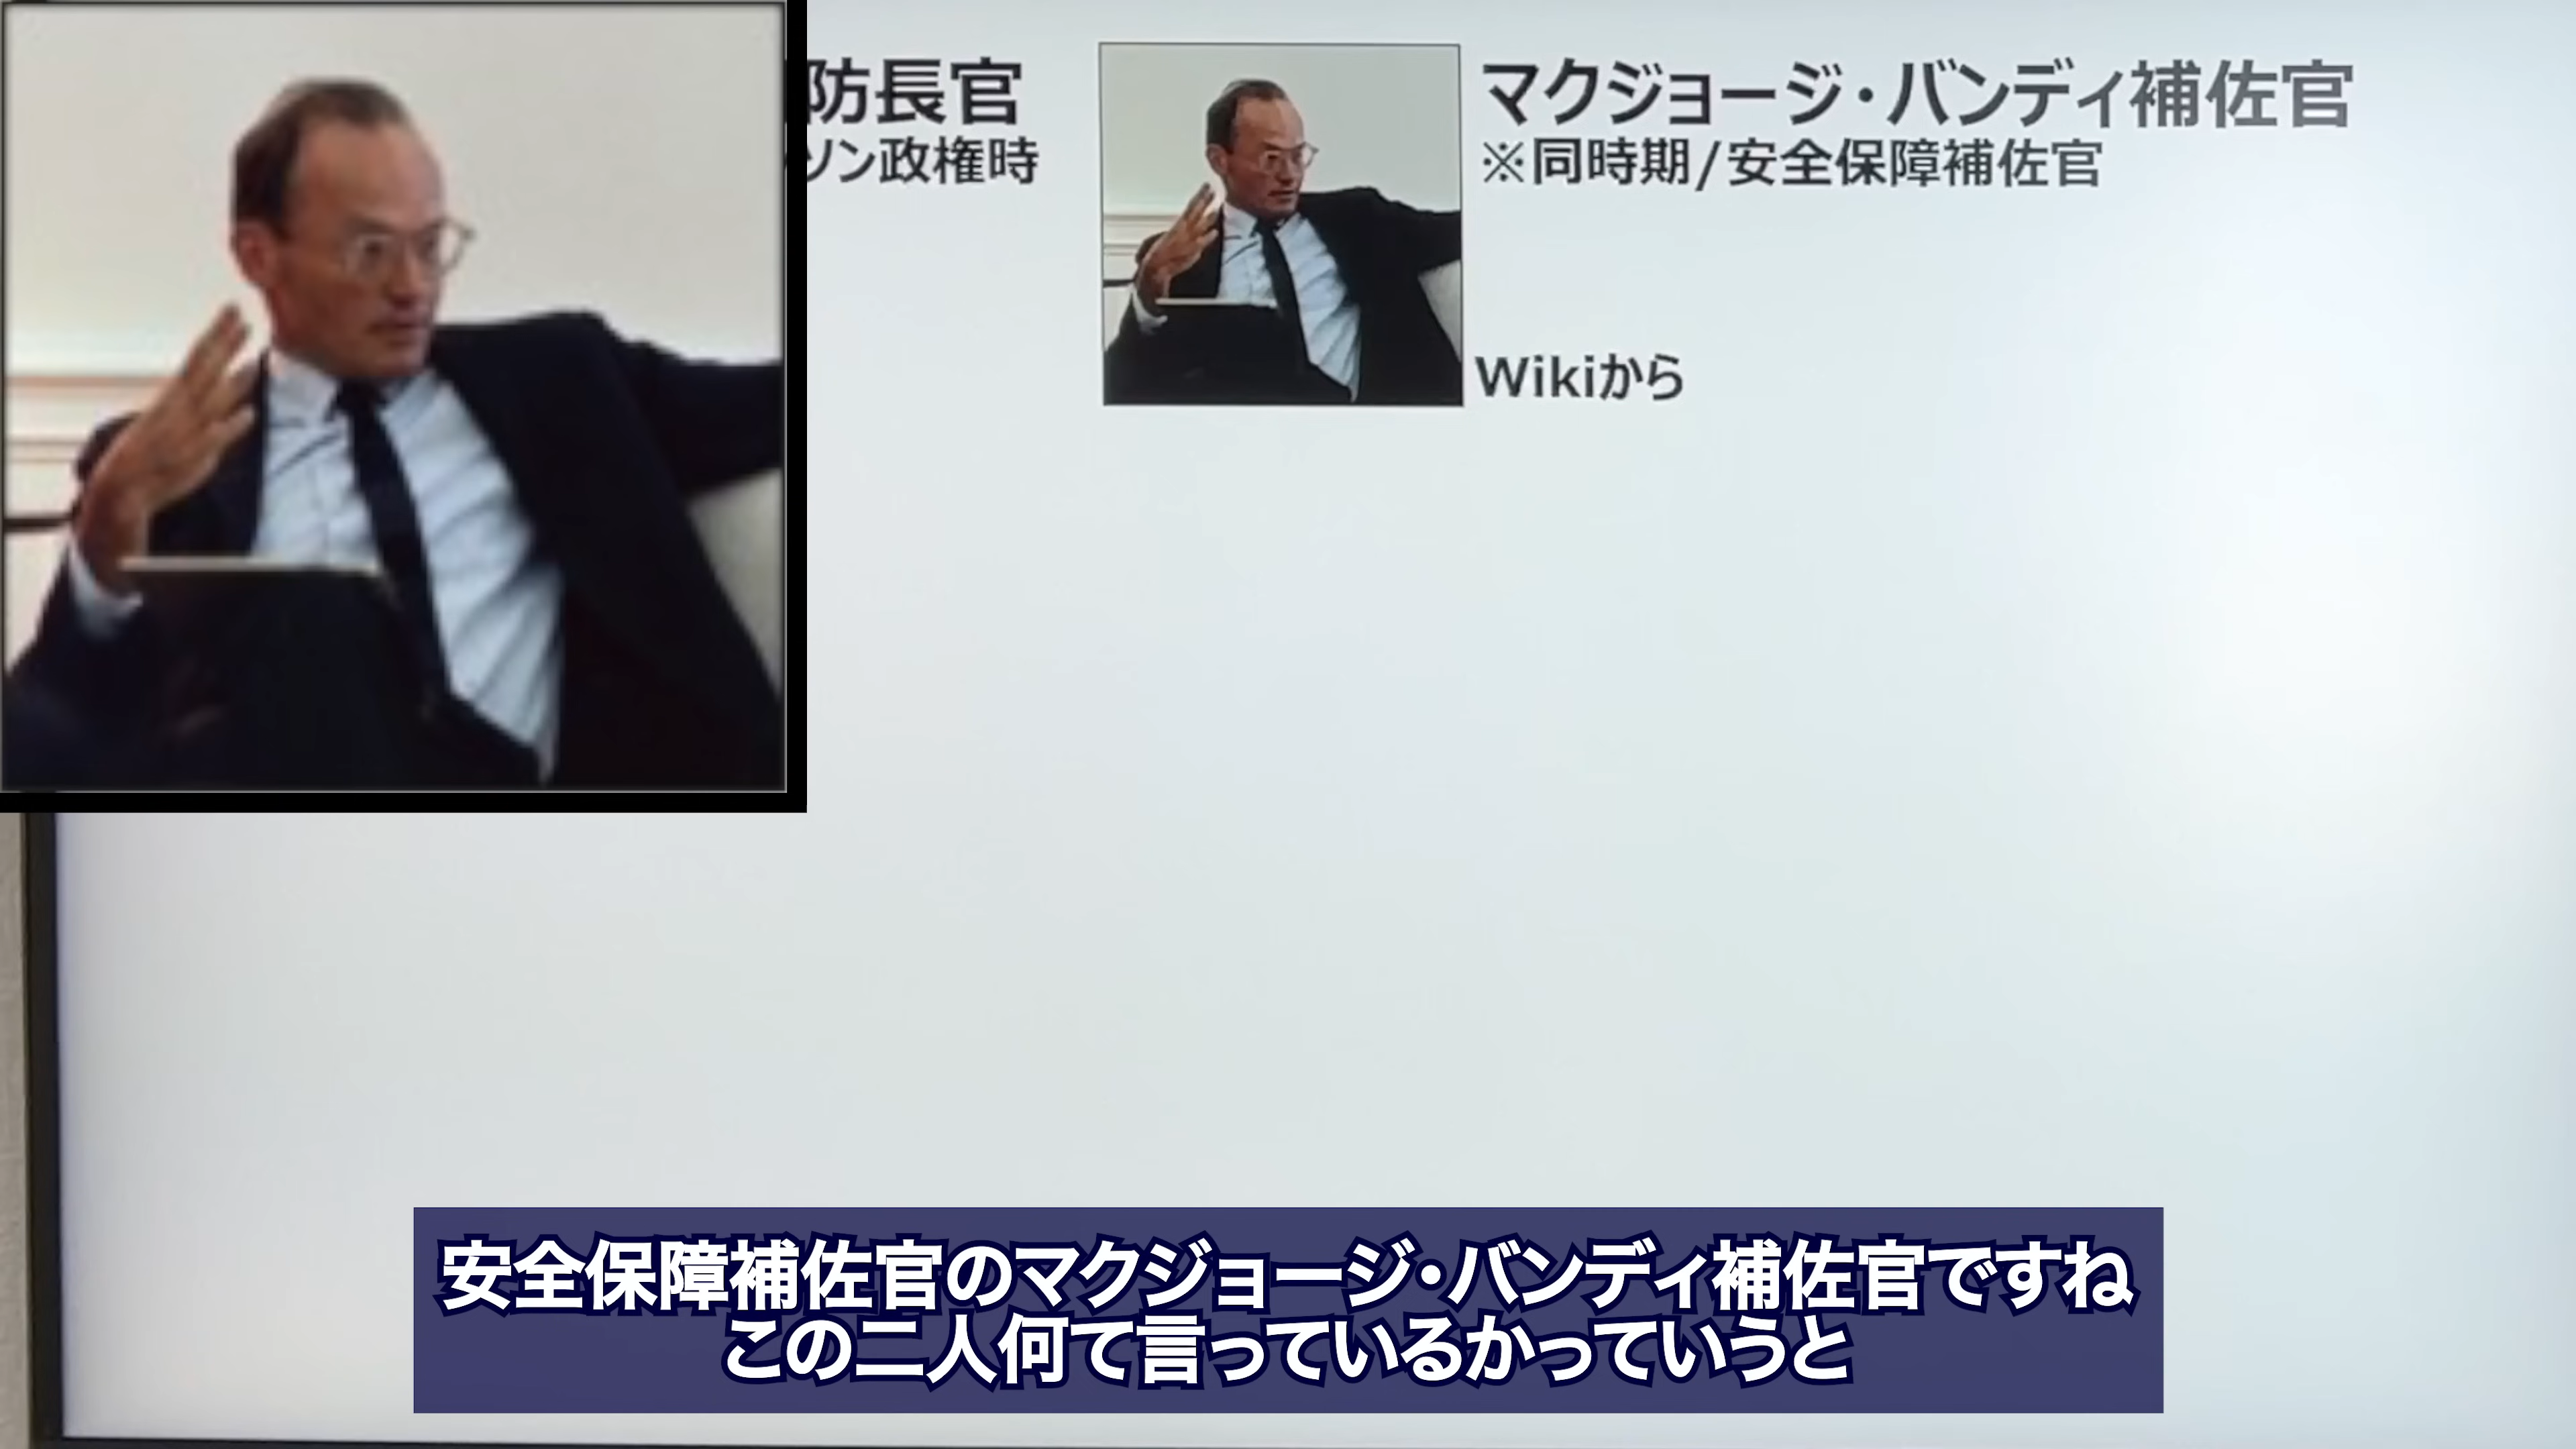 防長官
ソン政権時
マクジョージ・バンディ補佐官
※同時期/安全保障補佐官
Wikiから
安全保障補佐官のマクジョージ・バンディ補佐官ですね
この二人何て言っているかっていうと